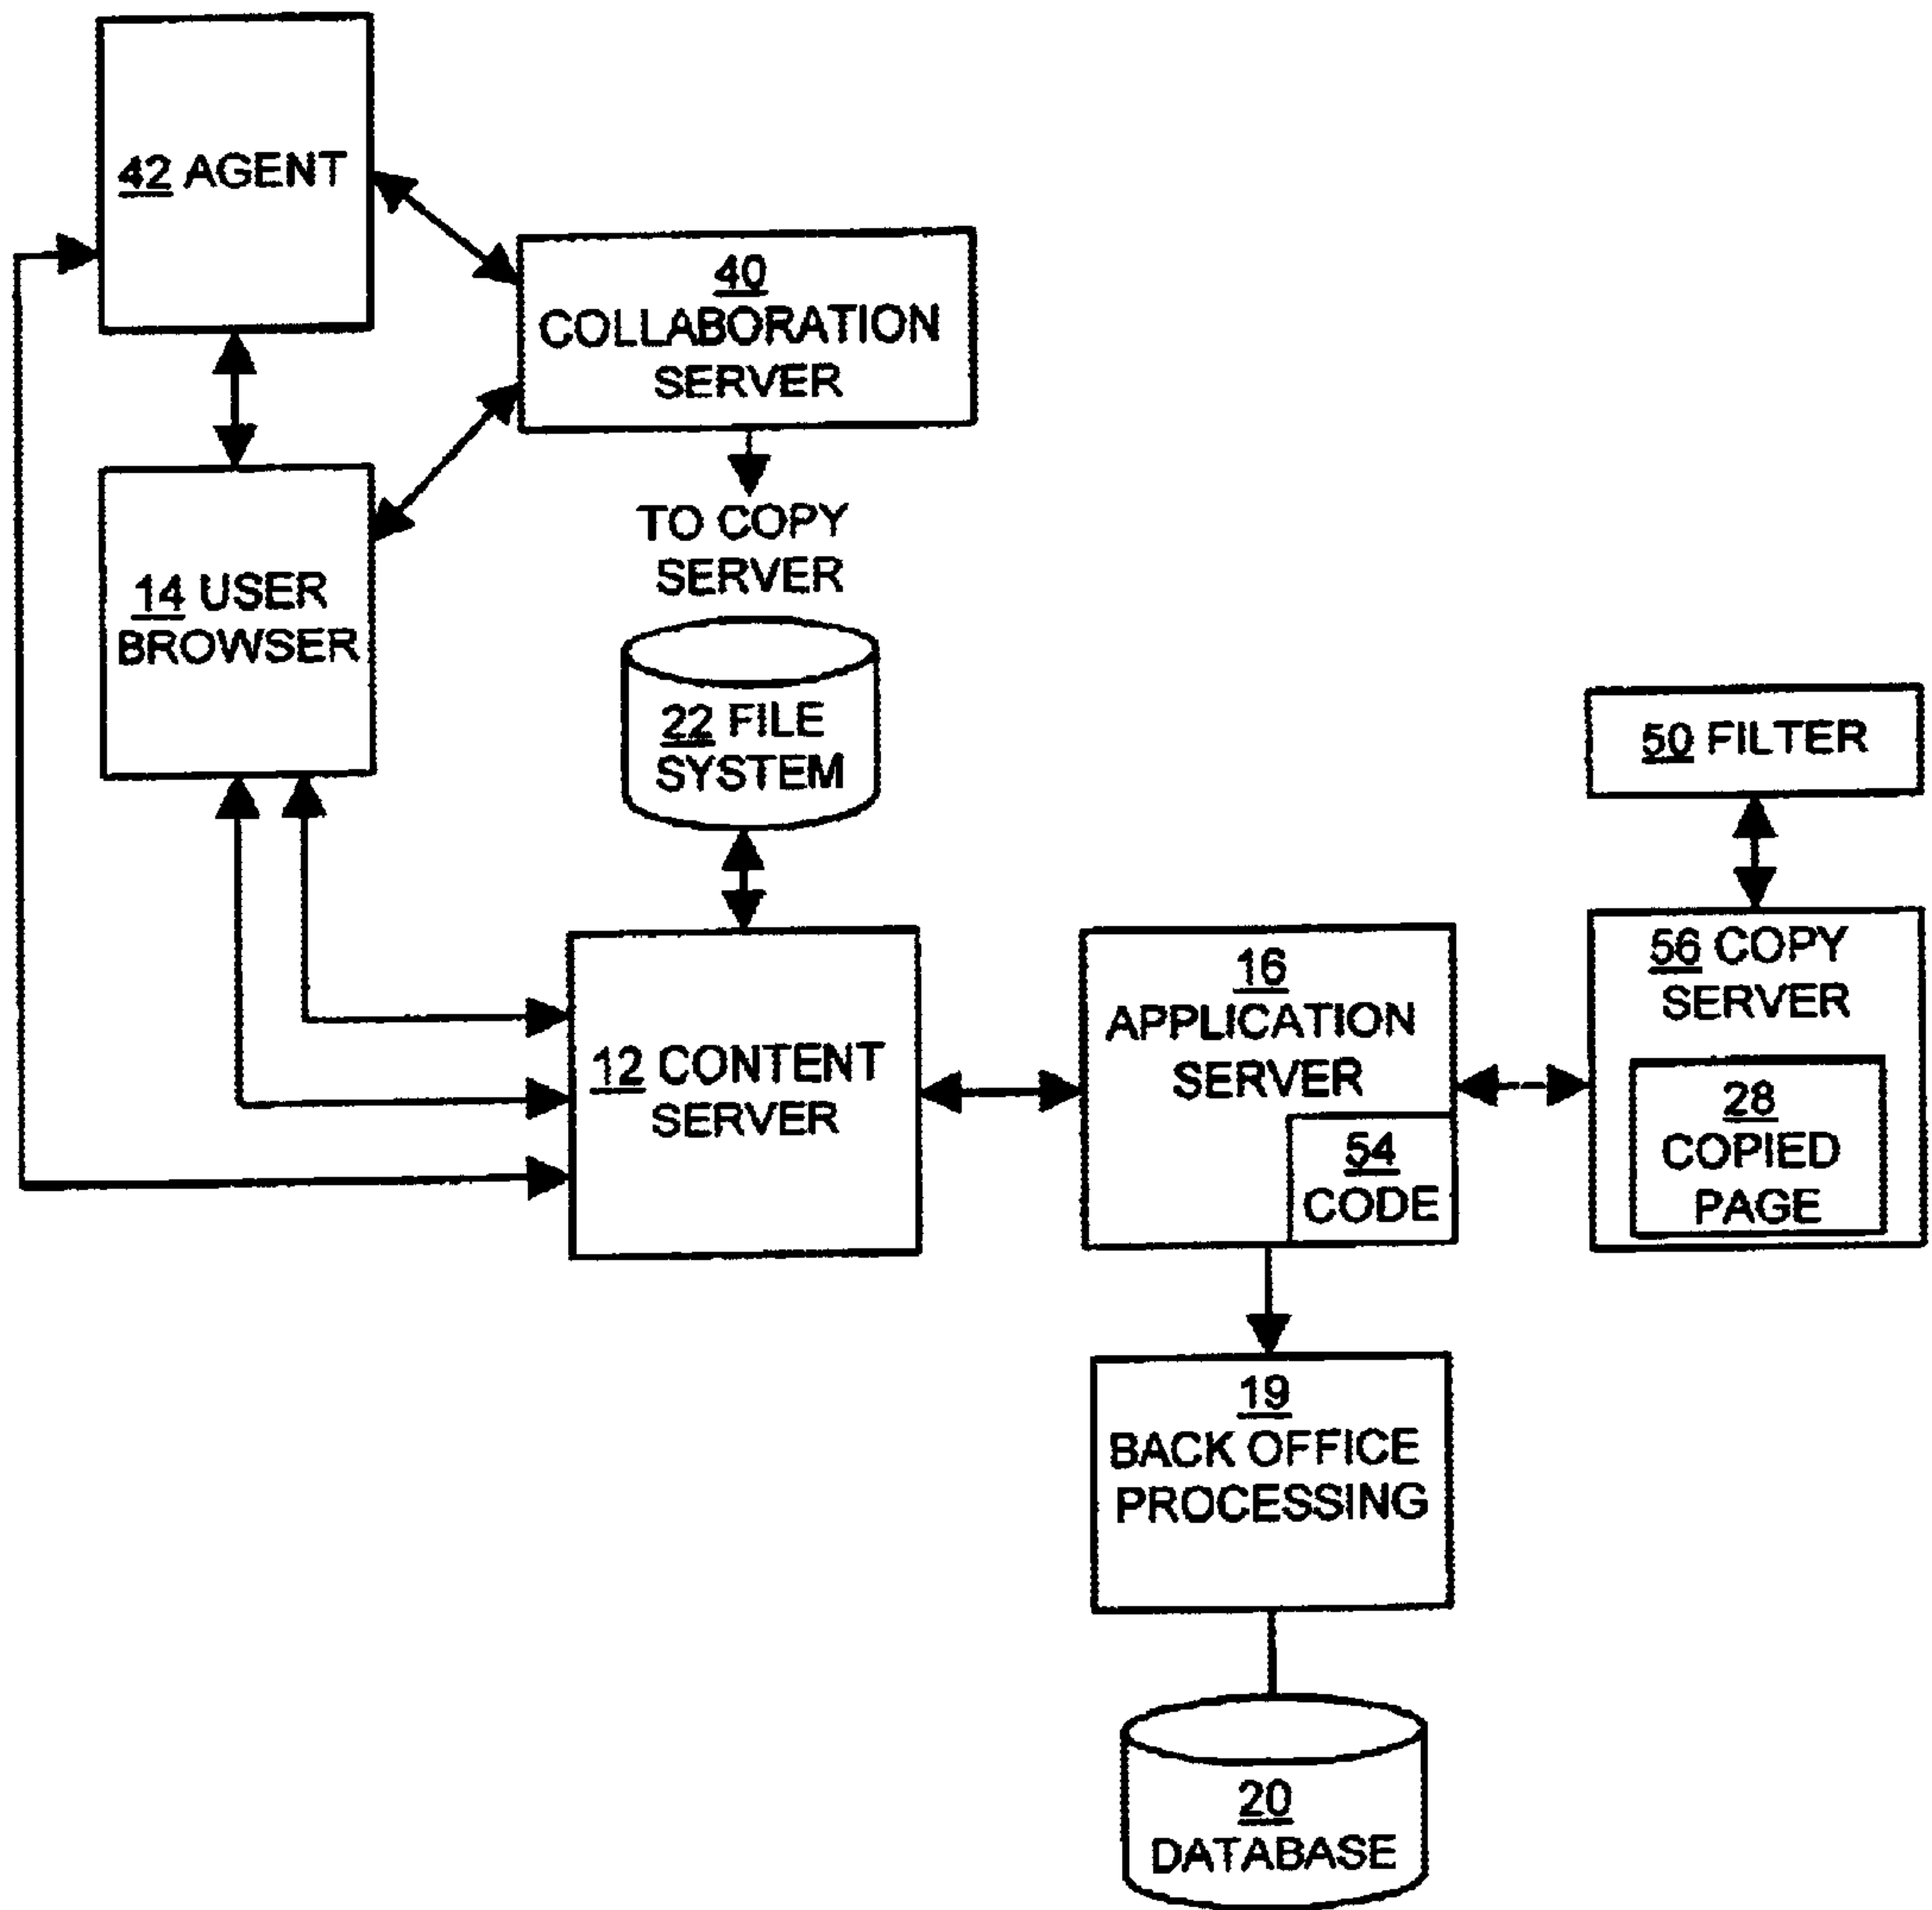 42 AGENT
40
COLLABORATION
SERVER
TO COPY
SERVER
14 USER
BROWSER
22 FILE
SYSTEM
50 FILTER
12 CONTENT
SERVER
16
APPLICATION
SERVER
54
CODE
56 COPY
SERVER
28
COPIED
PAGE
19
BACK OFFICE
PROCESSING
20
DATABASE